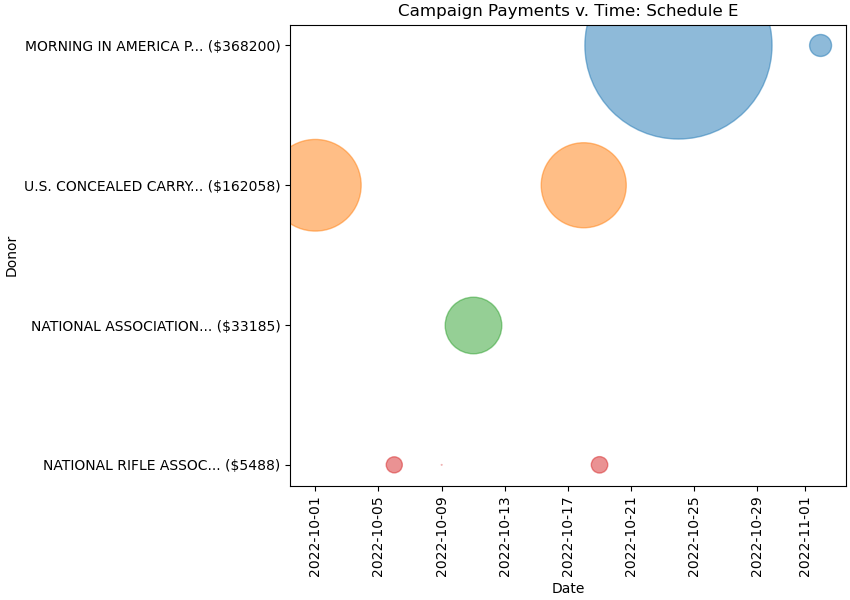 Campaign Payments v. Time: Schedule E
MORNING IN AMERICA P... ($368200)
U.S. CONCEALED CARRY... ($162058)
NATIONAL ASSOCIATION... ($33185)
NATIONAL RIFLE ASSOC... ($5488)
Donor
2022-10-01
2022-10-05
2022-10-09
2022-10-13
2022-10-17
2022-10-21
2022-10-25
2022-10-29
2022-11-01
Date